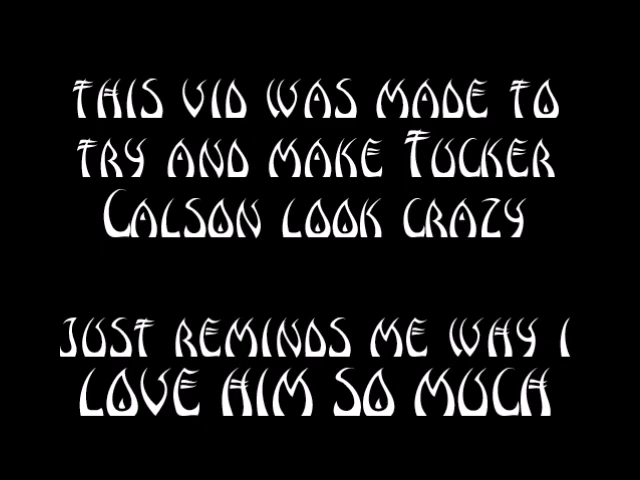 This vid was made to
try and make Tucker
Calson look crazy
Just reminds me why i
love him so much